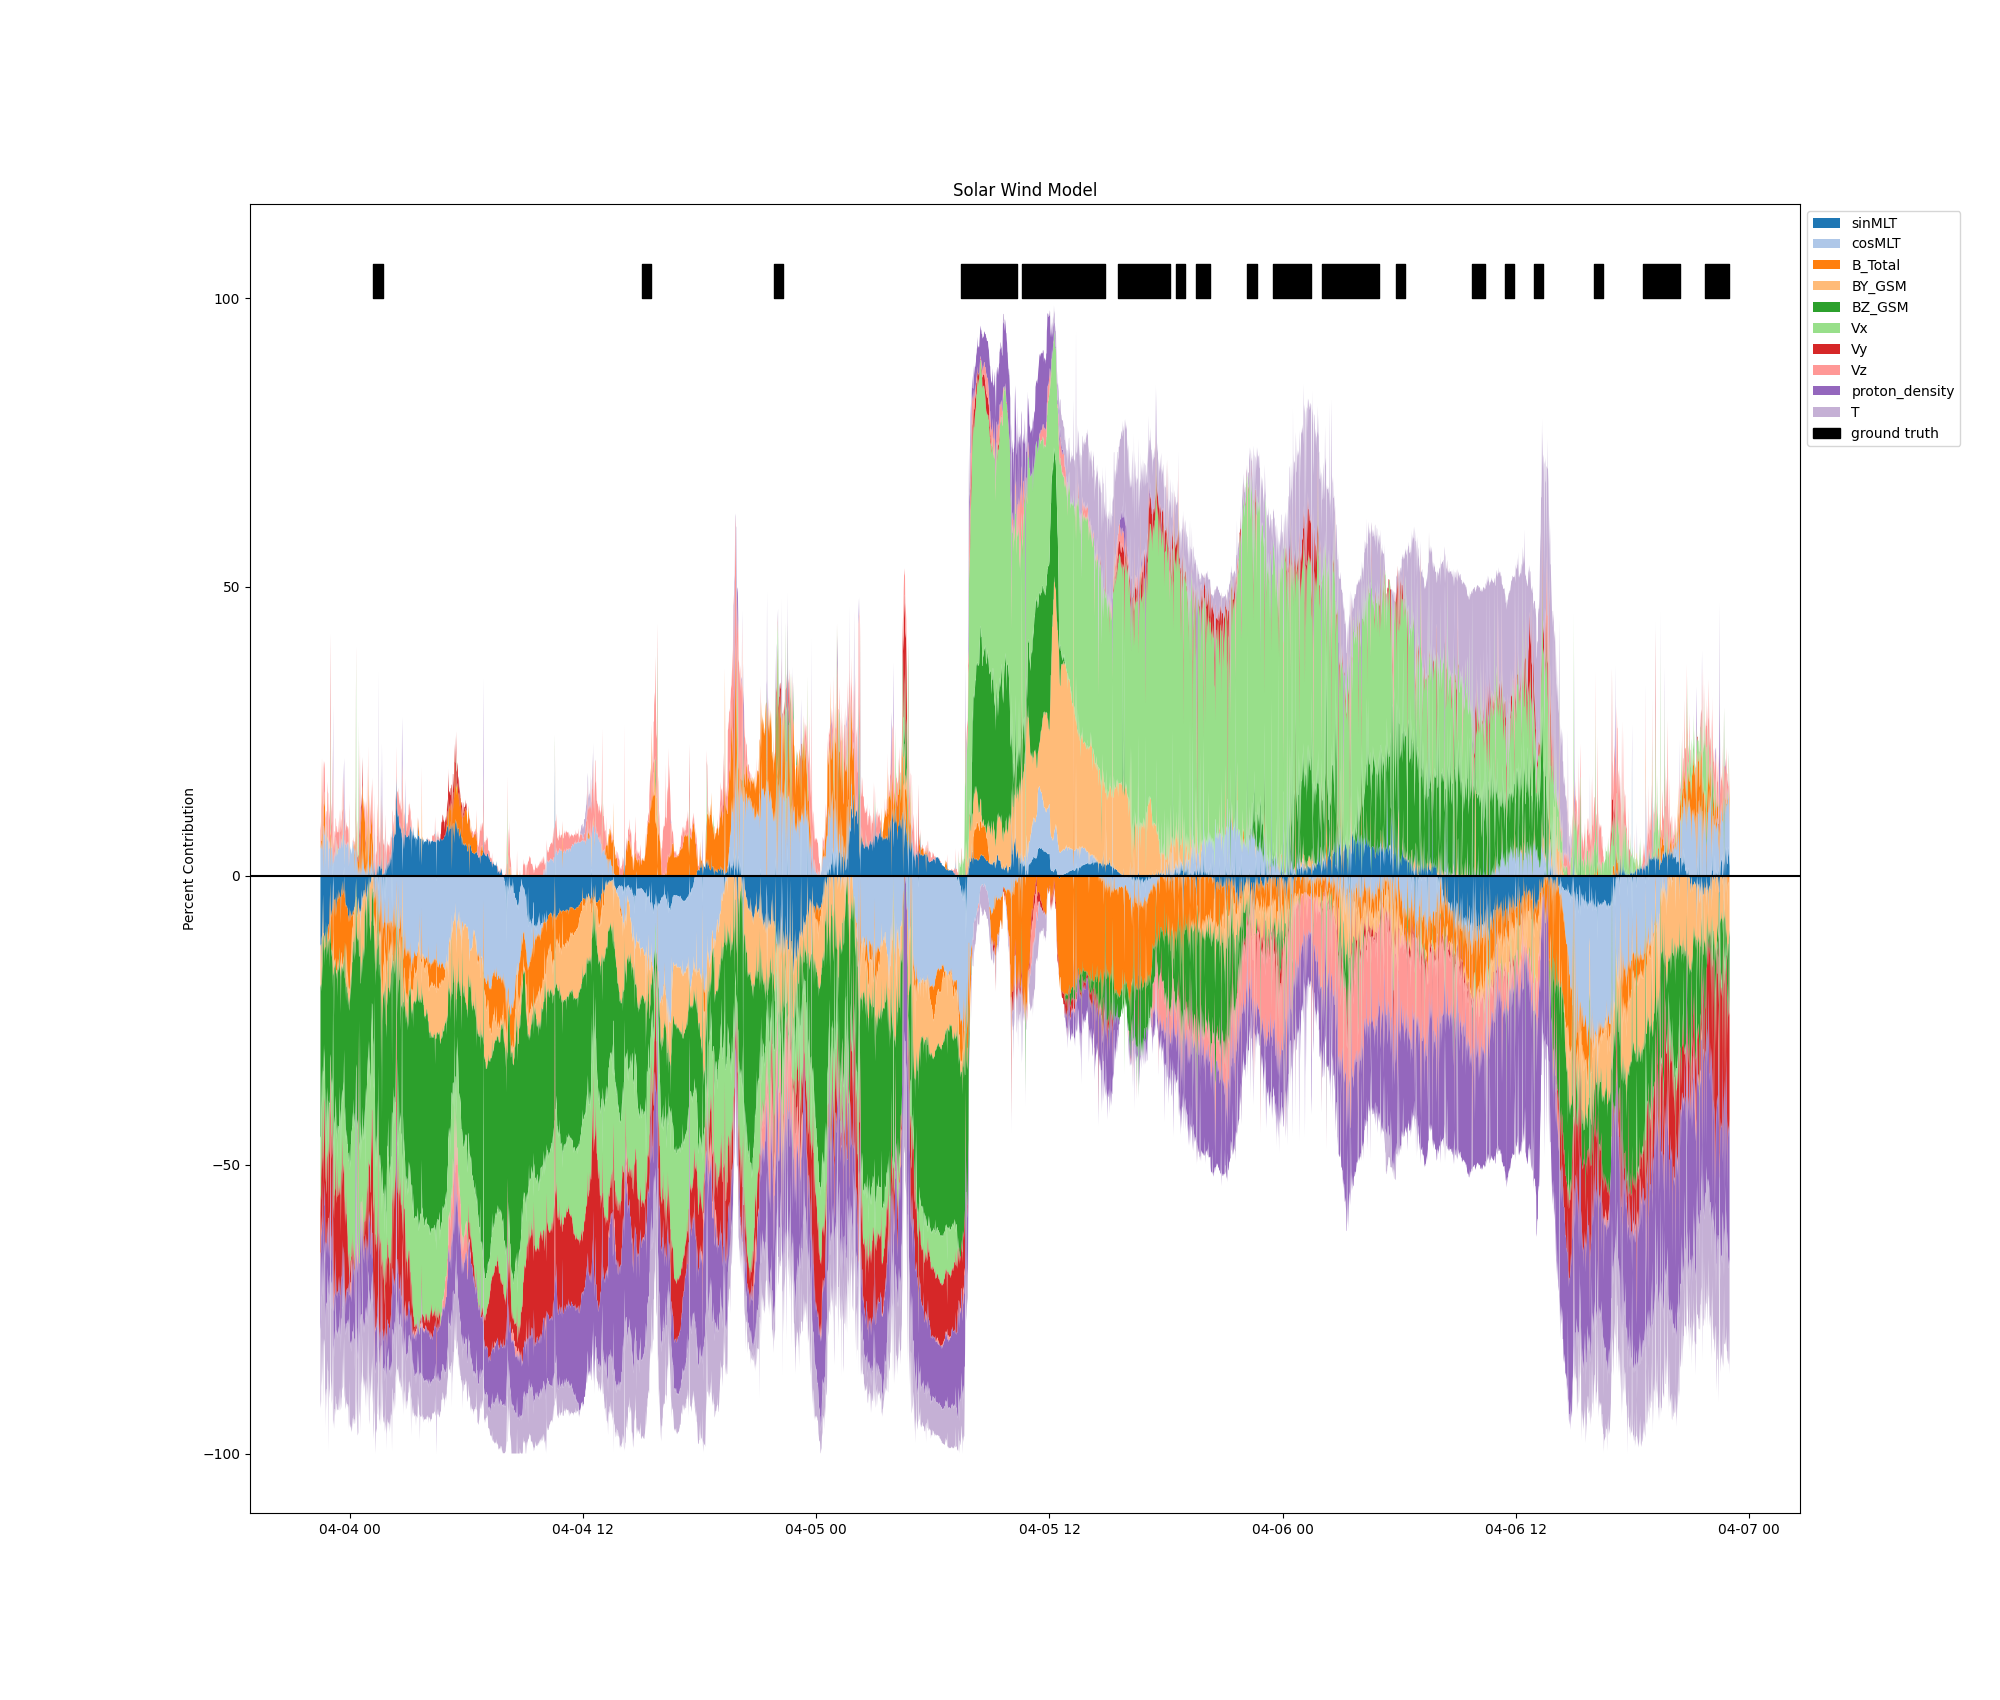 Solar Wind Model
sinMLT
cosMLT
B_Total
BY_GSM
BZ_GSM
Vx
Vy
Vz
proton_density
T
ground truth
100
50
0
−50
−100
Percent Contribution
04-04 00
04-04 12
04-05 00
04-05 12
04-06 00
04-06 12
04-07 00